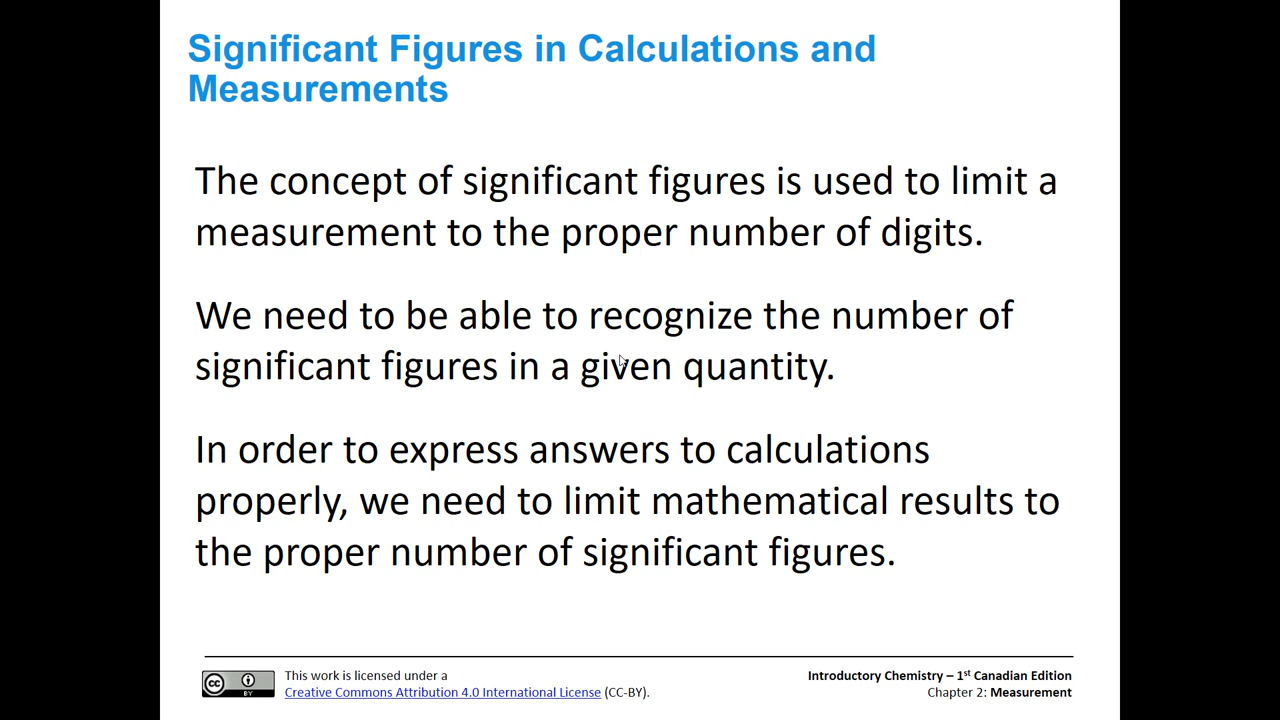 Significant Figures in Calculations and
Measurements
The concept of significant figures is used to limit a
measurement to the proper number of digits.
We need to be able to recognize the number of
significant figures in a given quantity.
In order to express answers to calculations
properly, we need to limit mathematical results to
the proper number of significant figures.
cc BY
This work is licensed under a
Creative Commons Attribution 4.0 International License (CC-BY).
Introductory Chemistry – 1st Canadian Edition
Chapter 2: Measurement